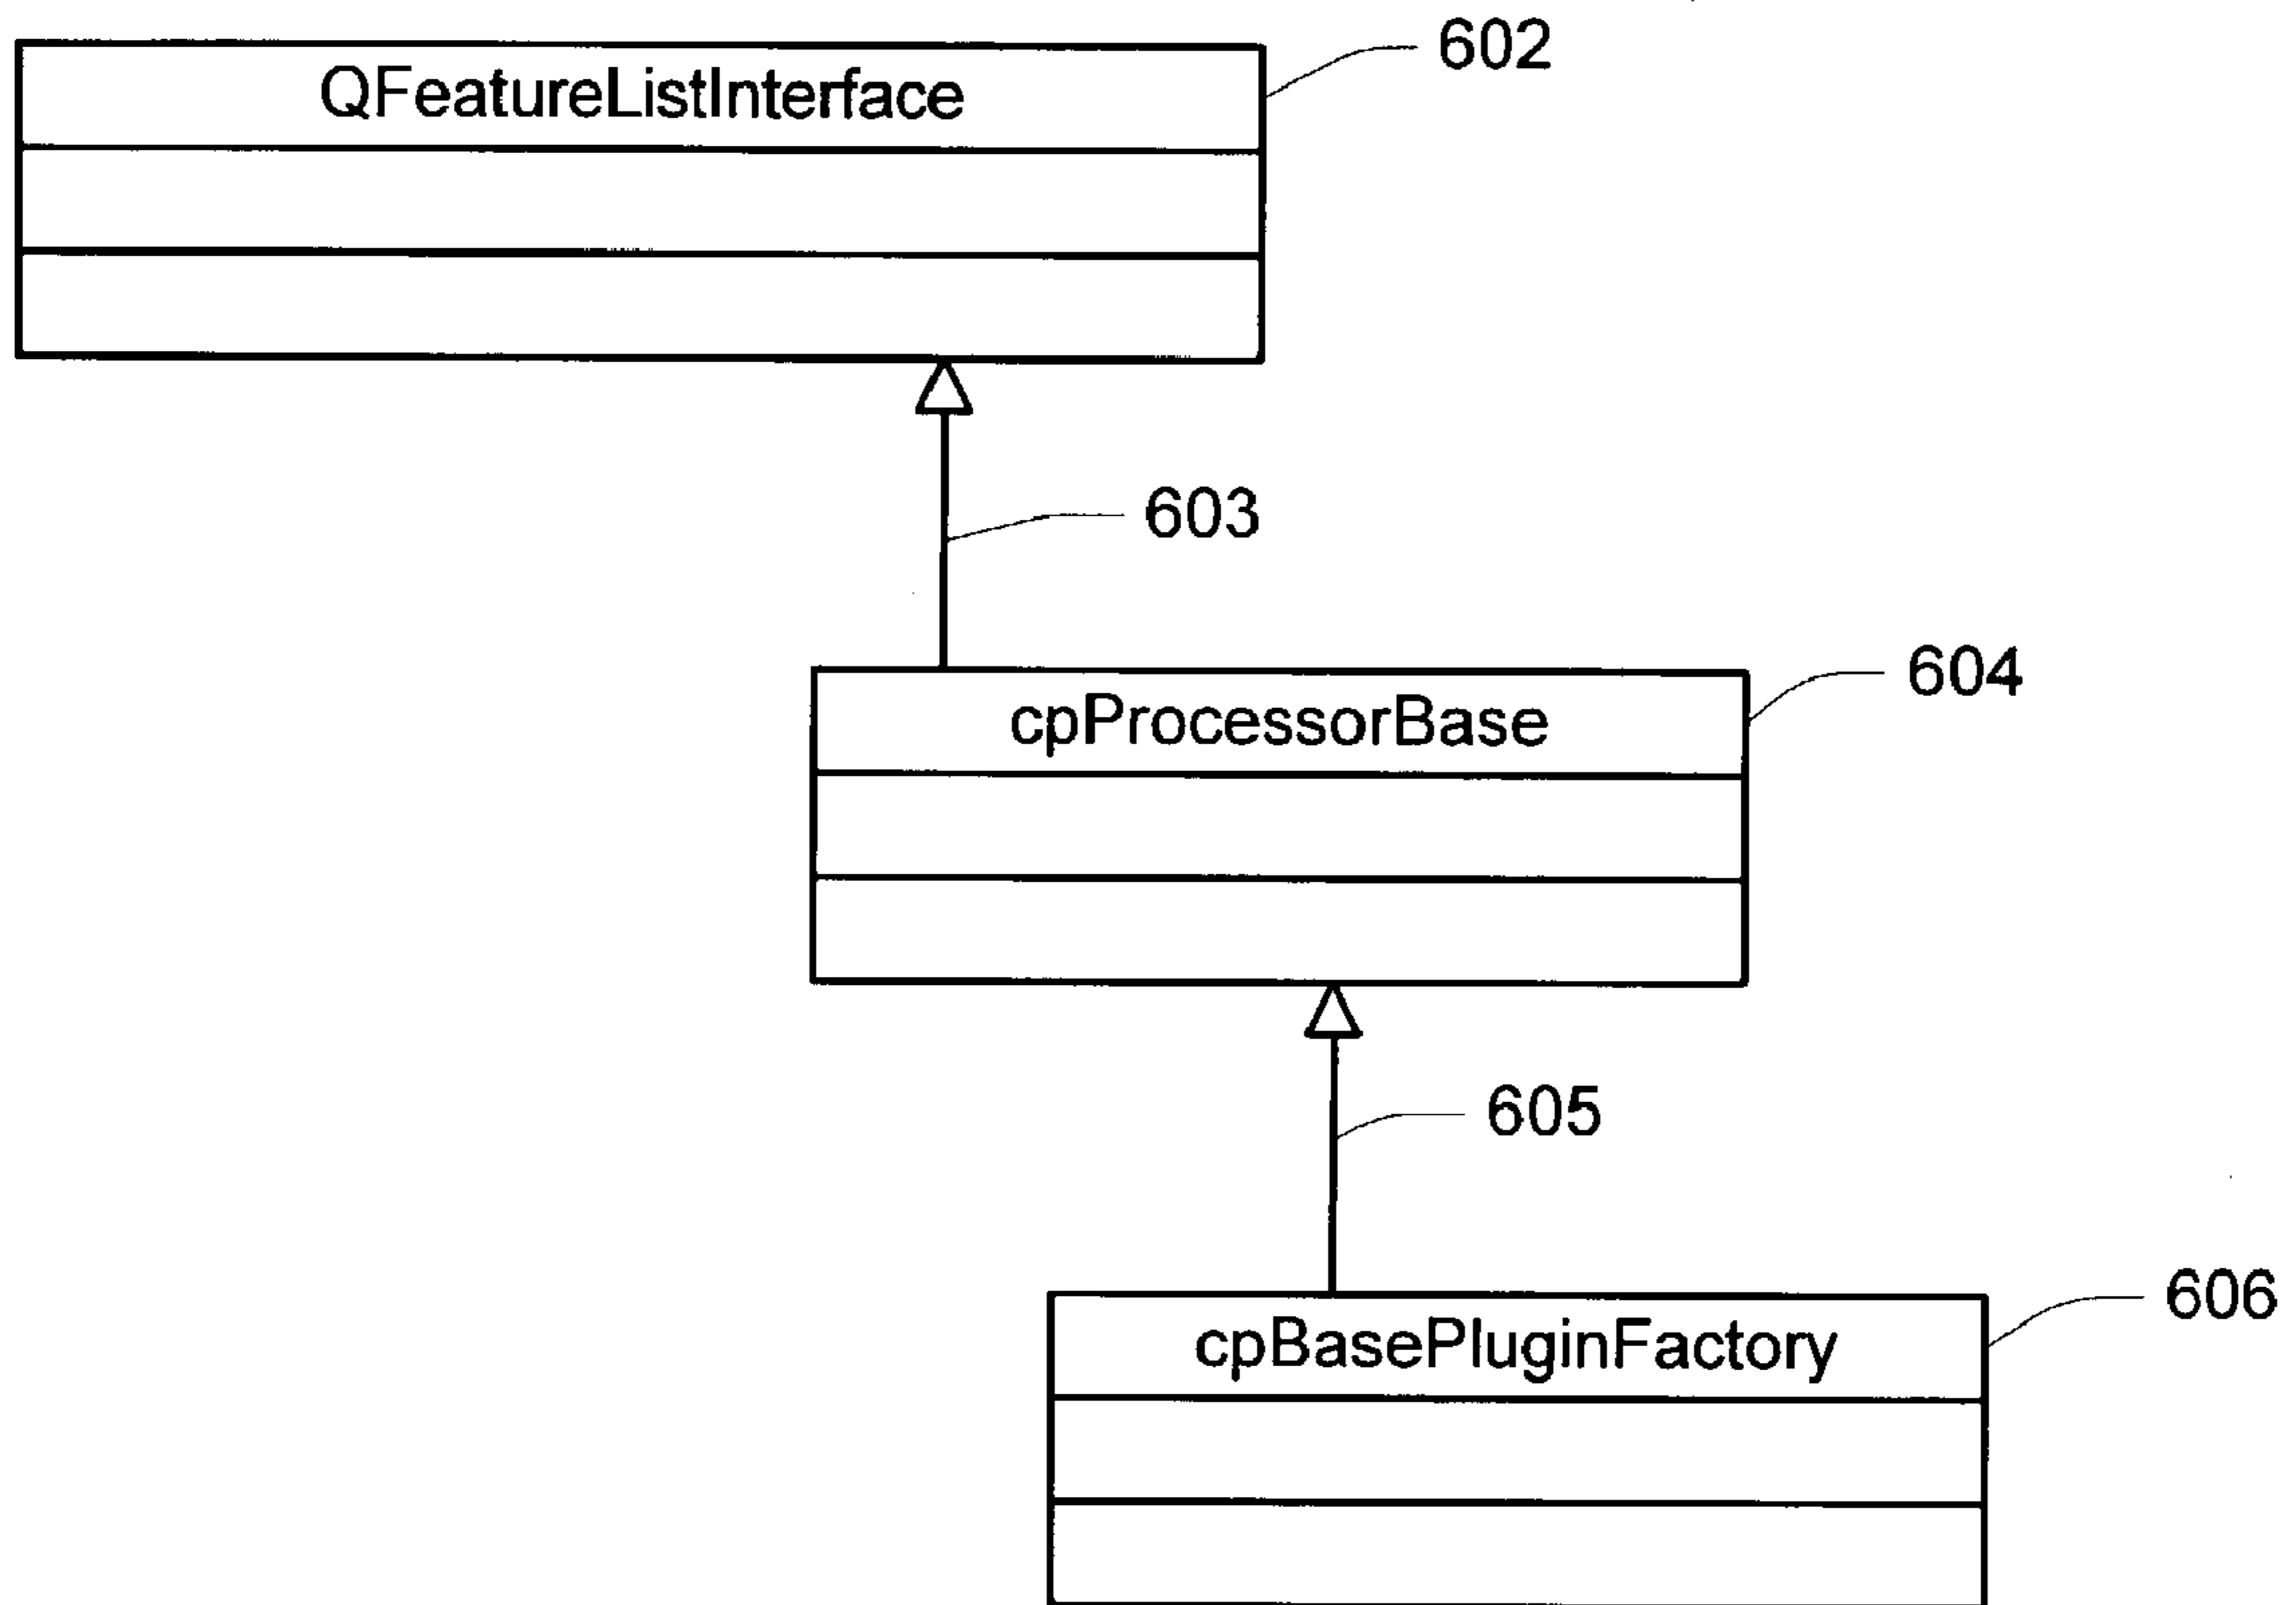 602
QFeatureListInterface
603
604
cpProcessorBase
605
606
cpBasePluginFactory